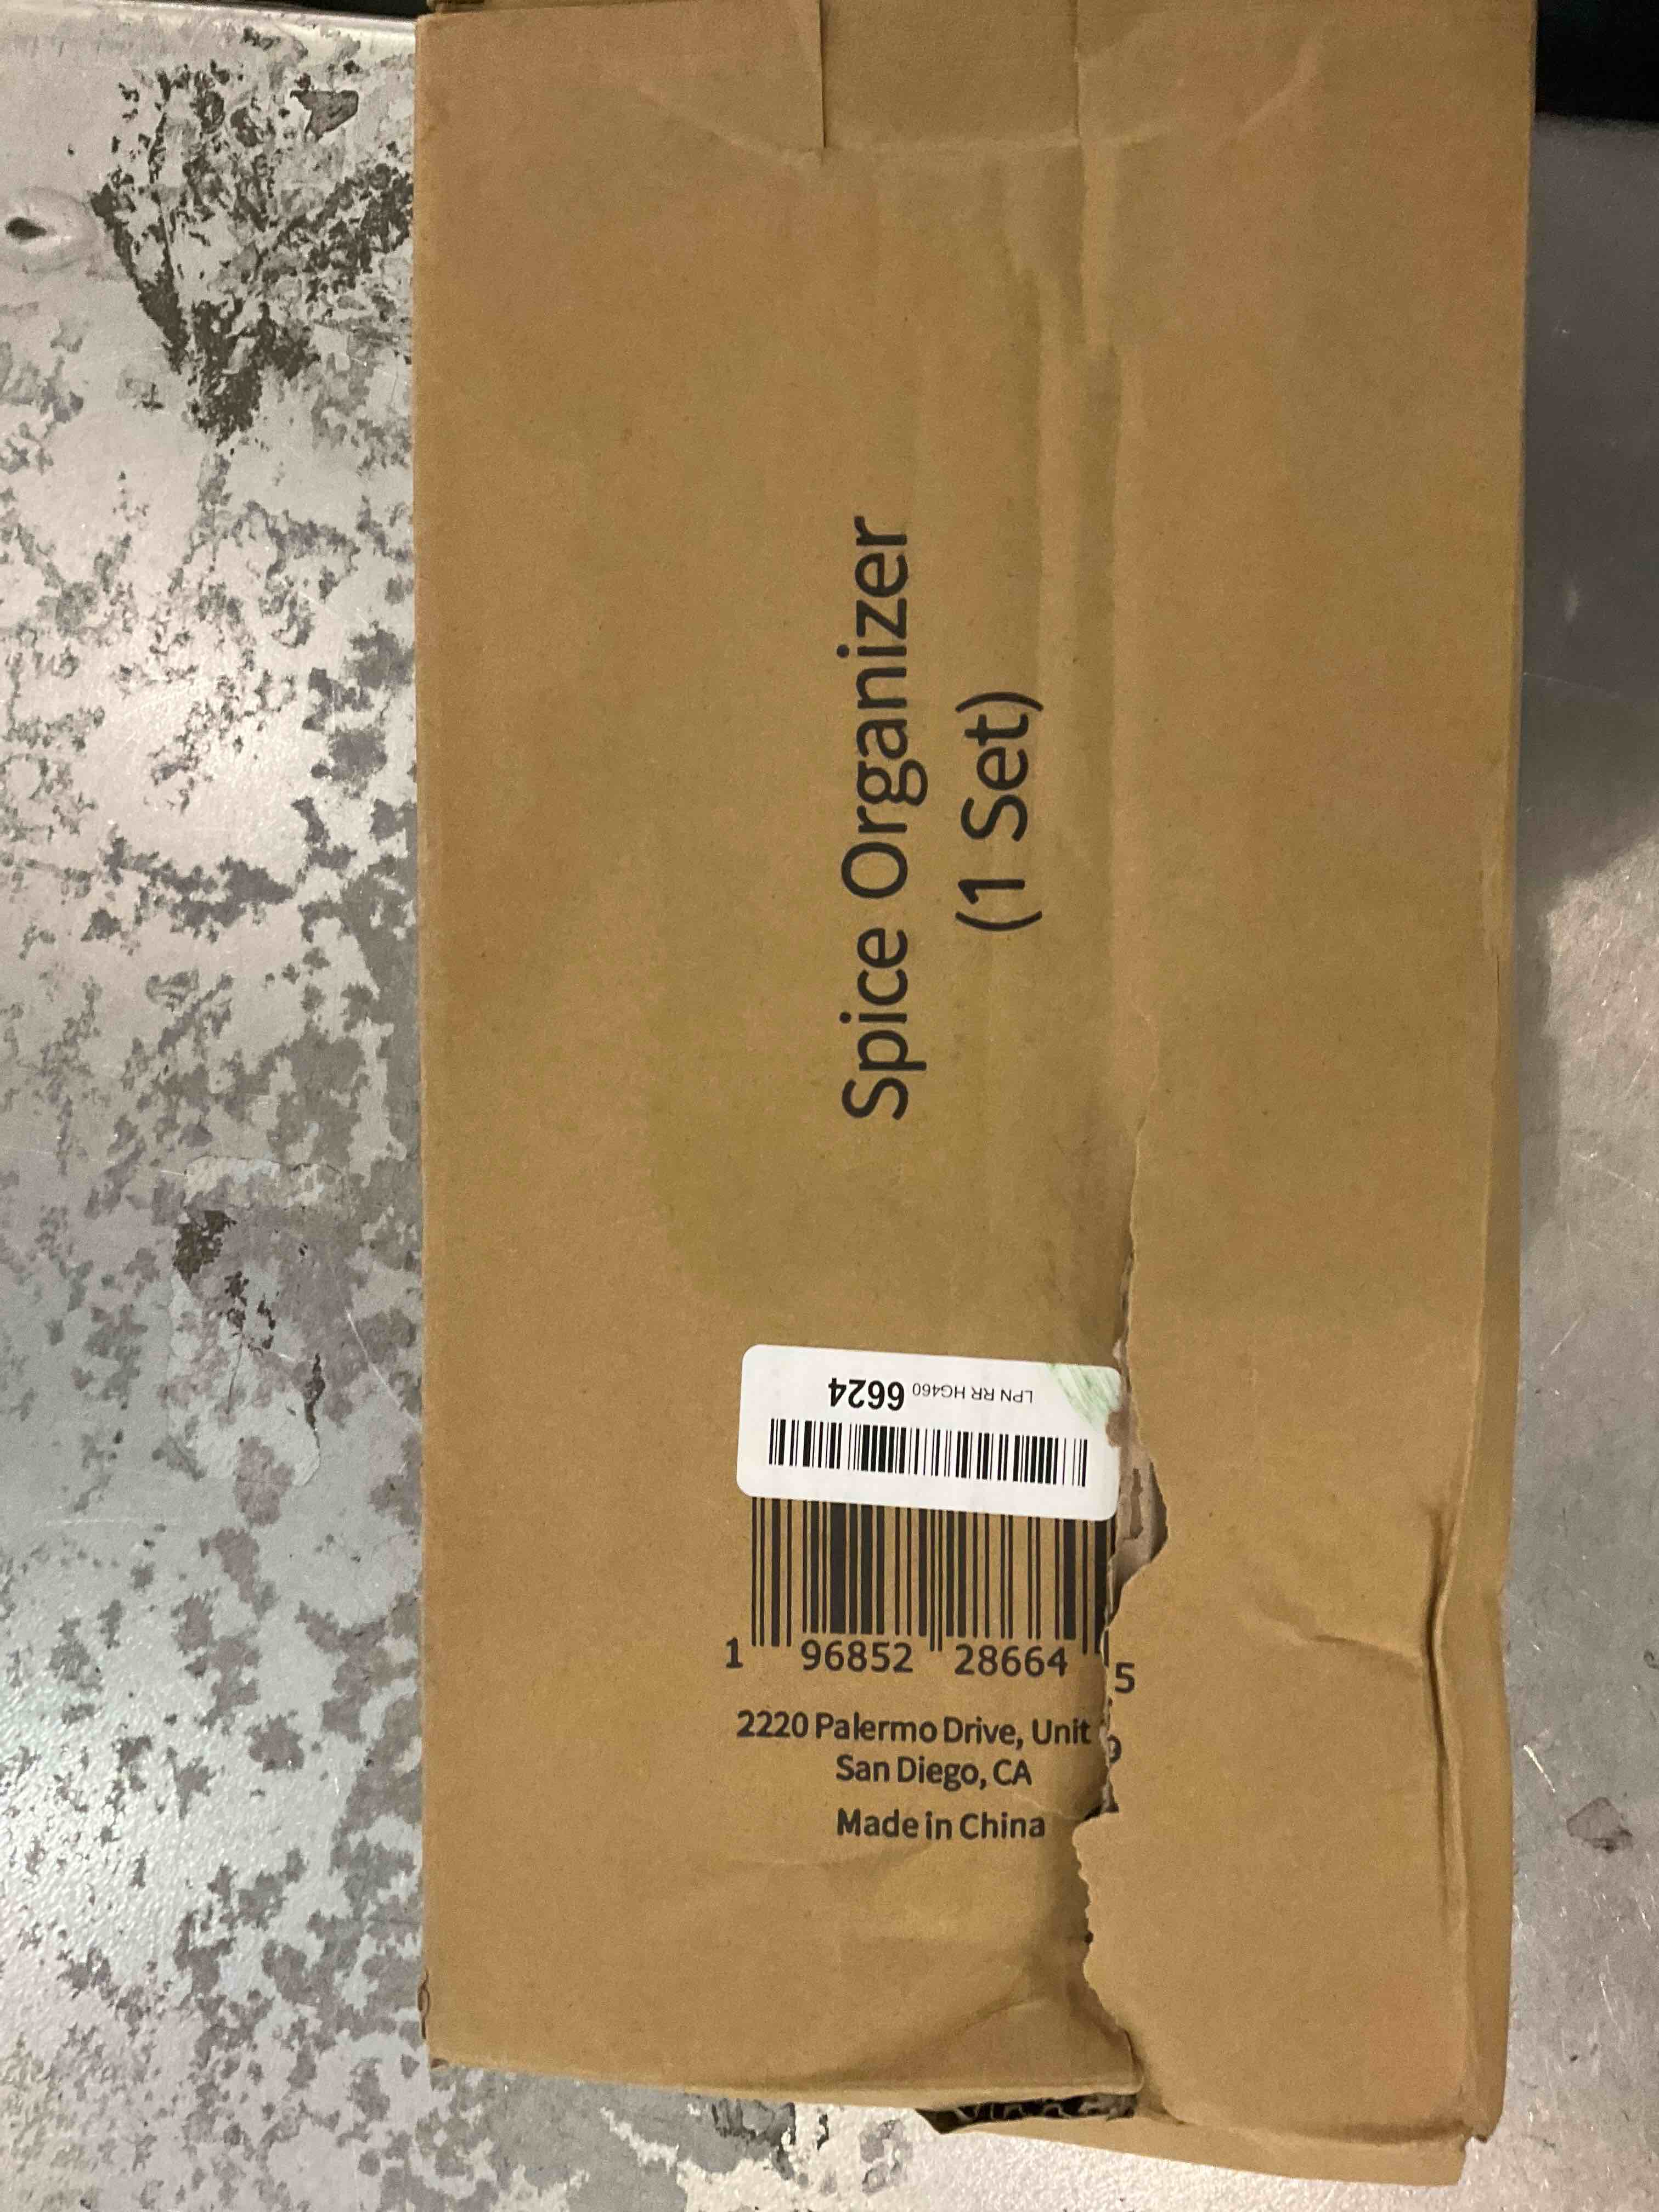 Spice Organizer
(1 Set)
LPN RR HG460 6624
1 96852 28664 5
2220 Palermo Drive, Unit
San Diego, CA
Made in China